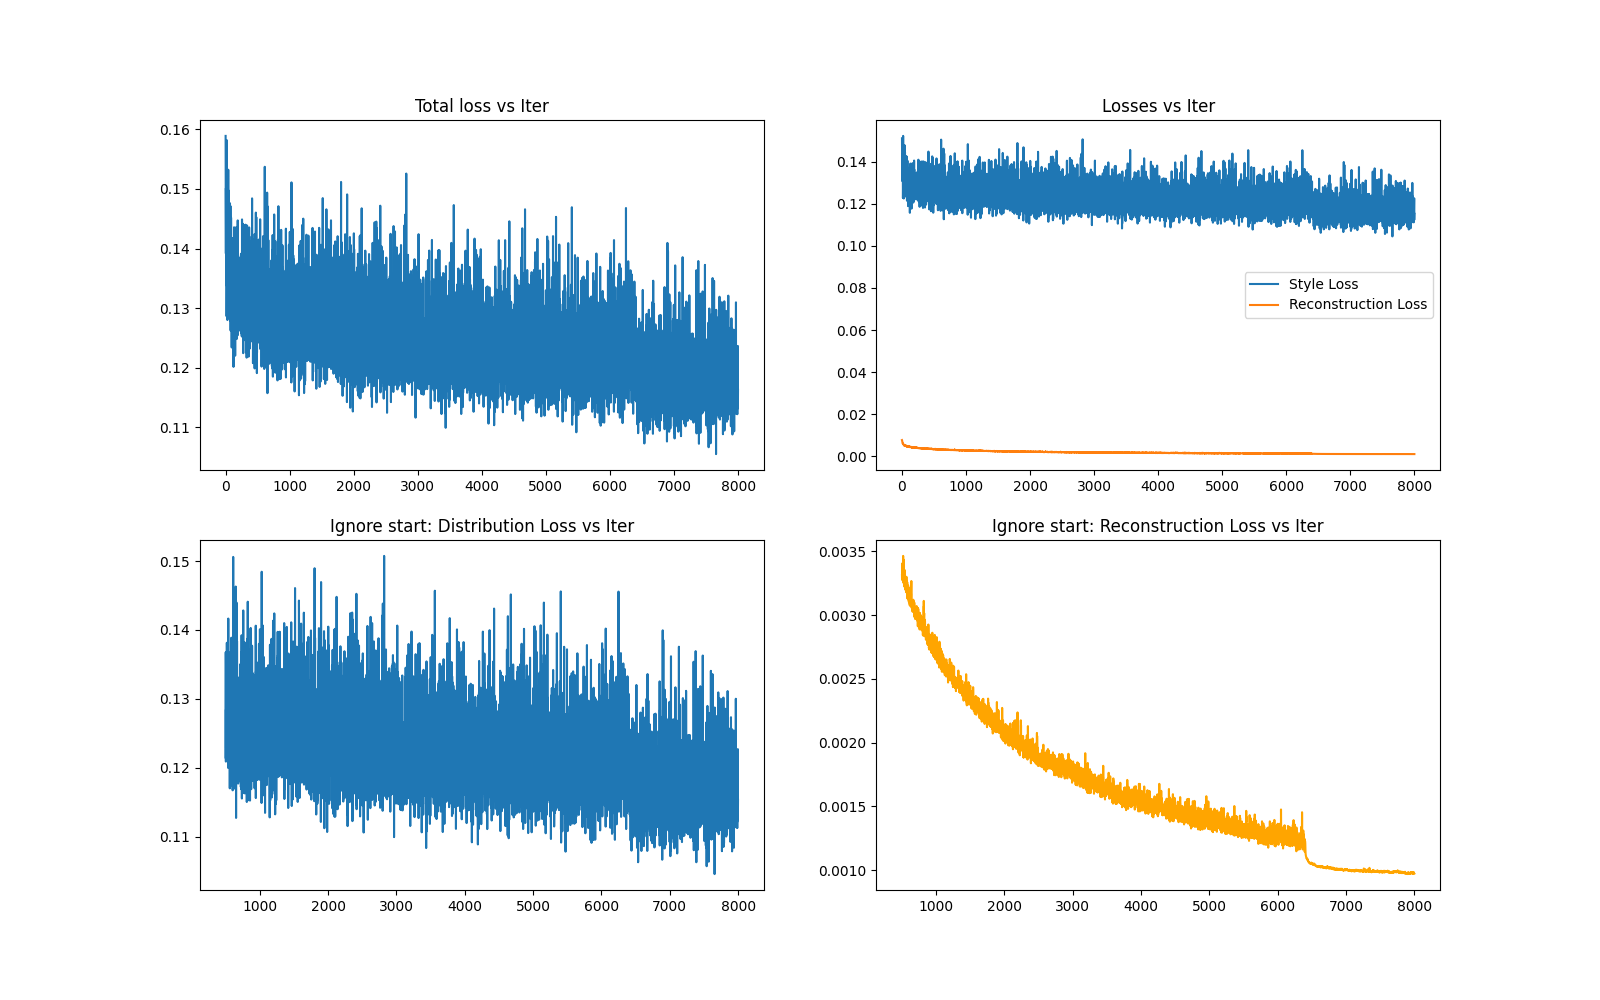 Total loss vs Iter
0.16
0.15
0.14
0.13
0.12
0.11
0 1000 2000 3000 4000 5000 6000 7000 8000
Losses vs Iter
0.14
0.12
0.10
0.08
0.06
0.04
0.02
0.00
Style Loss
Reconstruction Loss
0 1000 2000 3000 4000 5000 6000 7000 8000
Ignore start: Distribution Loss vs Iter
0.15
0.14
0.13
0.12
0.11
1000 2000 3000 4000 5000 6000 7000 8000
Ignore start: Reconstruction Loss vs Iter
0.0035
0.0030
0.0025
0.0020
0.0015
0.0010
1000 2000 3000 4000 5000 6000 7000 8000